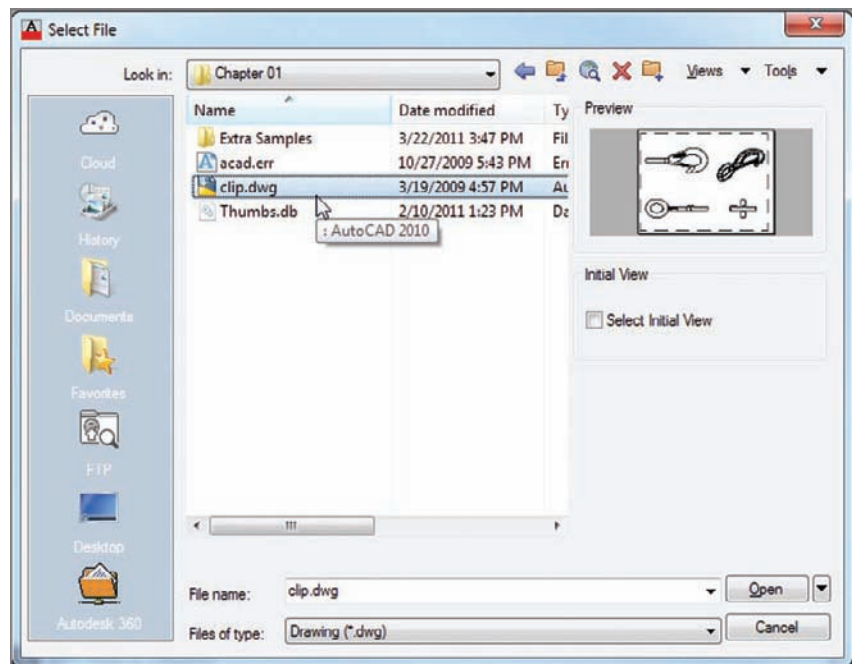 Select File
Look in: Chapter 01 Views Tools
Name Date modified Ty
Extra Samples 3/22/2011 3:47 PM Fil
acad.err 10/27/2009 5:43 PM Err
clip.dwg 3/19/2009 4:57 PM Au
Thumbs.db 2/10/2011 1:23 PM Da
: AutoCAD 2010
Preview
Initial View
Select Initial View
Cloud
History
Documents
Favorites
FTP
Desktop
Autodesk 360
File name: clip.dwg Open
Files of type: Drawing (*.dwg) Cancel